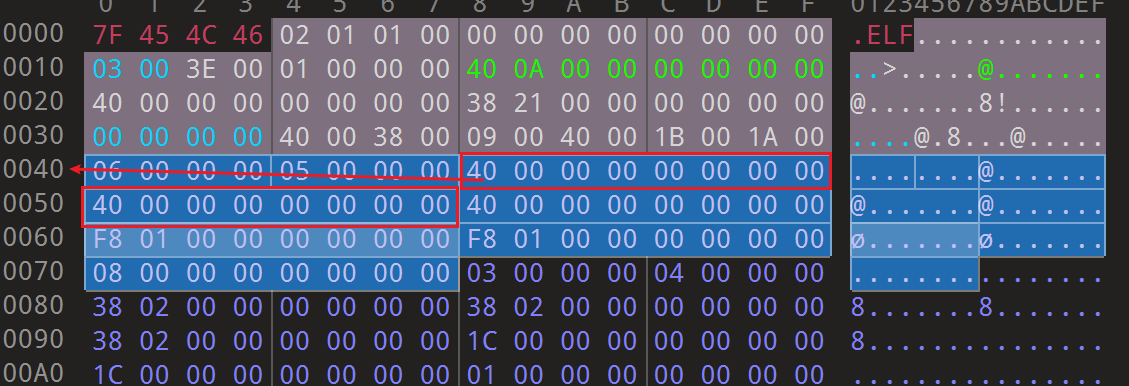 0 1 2 3 4 5 6 7 8 9 A B C D E F 0123456789ABCDEF
0000 7F 45 4C 46 02 01 01 00 00 00 00 00 00 00 00 00 .ELF............
0010 03 00 3E 00 01 00 00 00 40 0A 00 00 00 00 00 00 ..>.....@.......
0020 40 00 00 00 00 00 00 00 38 21 00 00 00 00 00 00 @.......8!......
0030 00 00 00 00 40 00 38 00 09 00 40 00 1B 00 1A 00 ....@.8...@.....
0040 06 00 00 00 05 00 00 00 40 00 00 00 00 00 00 00 ........@.......
0050 40 00 00 00 00 00 00 00 40 00 00 00 00 00 00 00 @.......@.......
0060 F8 01 00 00 00 00 00 00 F8 01 00 00 00 00 00 00 ø.......ø.......
0070 08 00 00 00 00 00 00 00 03 00 00 00 04 00 00 00 ................
0080 38 02 00 00 00 00 00 00 38 02 00 00 00 00 00 00 8.......8.......
0090 38 02 00 00 00 00 00 00 1C 00 00 00 00 00 00 00 8...............
00A0 1C 00 00 00 00 00 00 00 01 00 00 00 00 00 00 00 ................